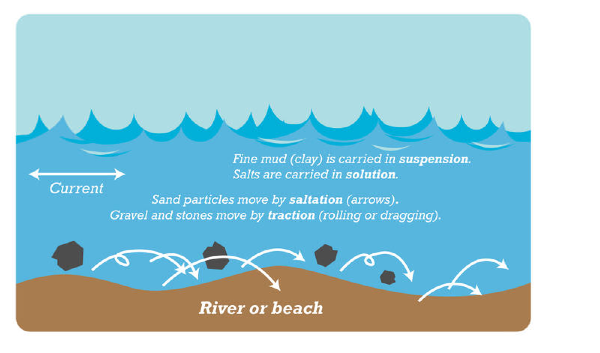 Fine mud (clay) is carried in suspension.
Salts are carried in solution.
Current
Sand particles move by saltation (arrows).
Gravel and stones move by traction (rolling or dragging).
River or beach